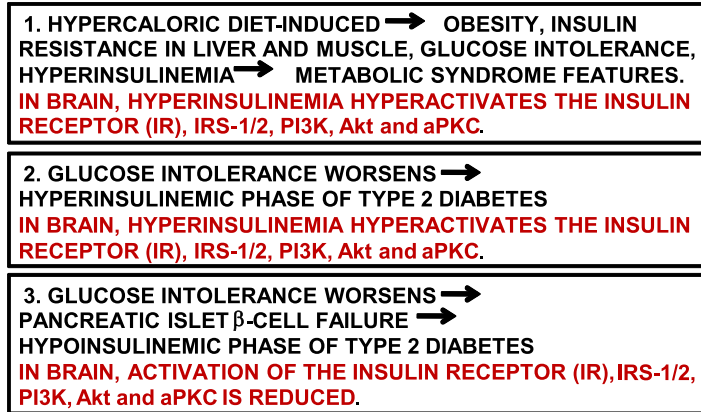 1. HYPERCALORIC DIET-INDUCED → OBESITY, INSULIN
RESISTANCE IN LIVER AND MUSCLE, GLUCOSE INTOLERANCE,
HYPERINSULINEMIA → METABOLIC SYNDROME FEATURES.
IN BRAIN, HYPERINSULINEMIA HYPERACTIVATES THE INSULIN
RECEPTOR (IR), IRS-1/2, PI3K, Akt and aPKC.
2. GLUCOSE INTOLERANCE WORSENS →
HYPERINSULINEMIC PHASE OF TYPE 2 DIABETES
IN BRAIN, HYPERINSULINEMIA HYPERACTIVATES THE INSULIN
RECEPTOR (IR), IRS-1/2, PI3K, Akt and aPKC.
3. GLUCOSE INTOLERANCE WORSENS →
PANCREATIC ISLET β-CELL FAILURE →
HYPOINSULINEMIC PHASE OF TYPE 2 DIABETES
IN BRAIN, ACTIVATION OF THE INSULIN RECEPTOR (IR), IRS-1/2,
PI3K, Akt and aPKC IS REDUCED.